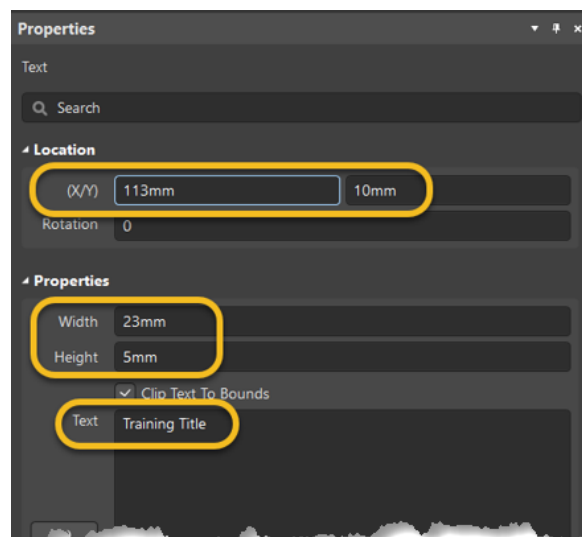 Properties
Text
Search
Location
(X/Y) 113mm 10mm
Rotation 0
Properties
Width 23mm
Height 5mm
Clip Text To Bounds
Text Training Title